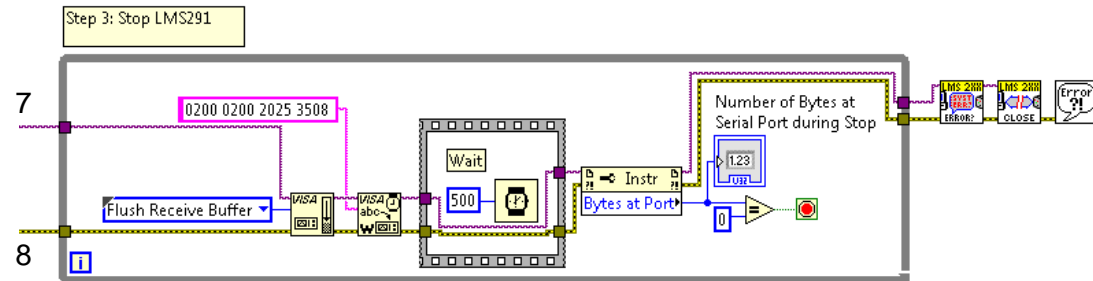 Step 3: Stop LMS291
7
0200 0200 2025 3508
Number of Bytes at
Serial Port during Stop
LMS 2XX
SYST
ERR?
ERROR?
LMS 2XX
CLOSE
Error
?!
Wait
1.23
U32
500
Instr
Bytes at Port
Flush Receive Buffer
VISA
VISA
abc
W
0
=
8
i